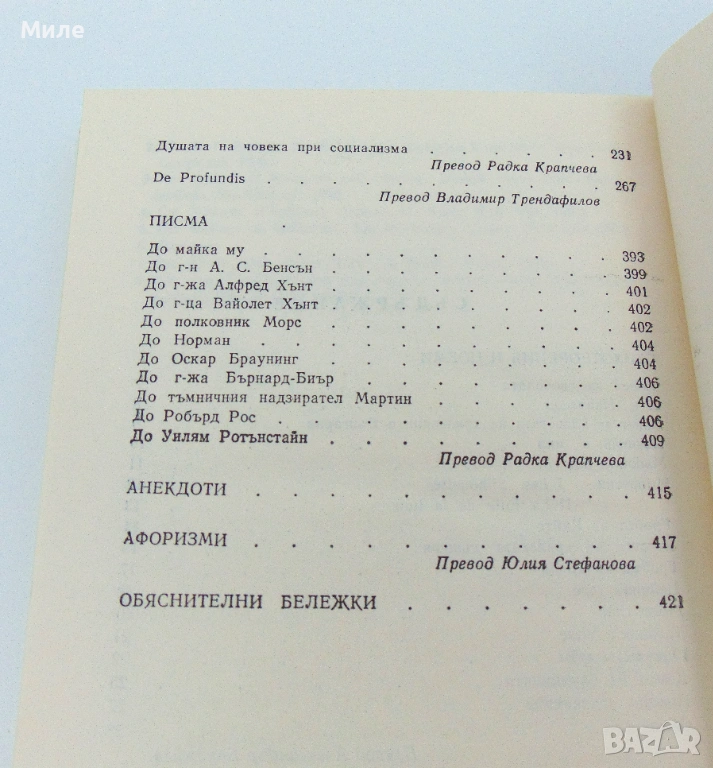 Миле
Душата на човека при социализма . . . . . . 231
Превод Радка Крапчева
De Profundis . . . . . . . . . . . 267
Превод Владимир Трендафилов
ПИСМА
До майка му . . . . . . . . . . . 393
До г-н А. С. Бенсън . . . . . . . . . 399
До г-жа Алфред Хънт . . . . . . . . . 401
До г-ца Вайолет Хънт . . . . . . . . . 402
До полковник Морс . . . . . . . . . 402
До Норман . . . . . . . . . . . 404
До Оскар Браунинг . . . . . . . . . 404
До г-жа Бърнард-Биър . . . . . . . . 406
До тъмничния надзирател Мартин . . . . . . 406
До Робърд Рос . . . . . . . . . . 406
До Уилям Ротънстайн . . . . . . . . . 409
Превод Радка Крапчева
АНЕКДОТИ . . . . . . . . . . . 415
АФОРИЗМИ . . . . . . . . . . . 417
Превод Юлия Стефанова
ОБЯСНИТЕЛНИ БЕЛЕЖКИ . . . . . . . 421
BAZAR